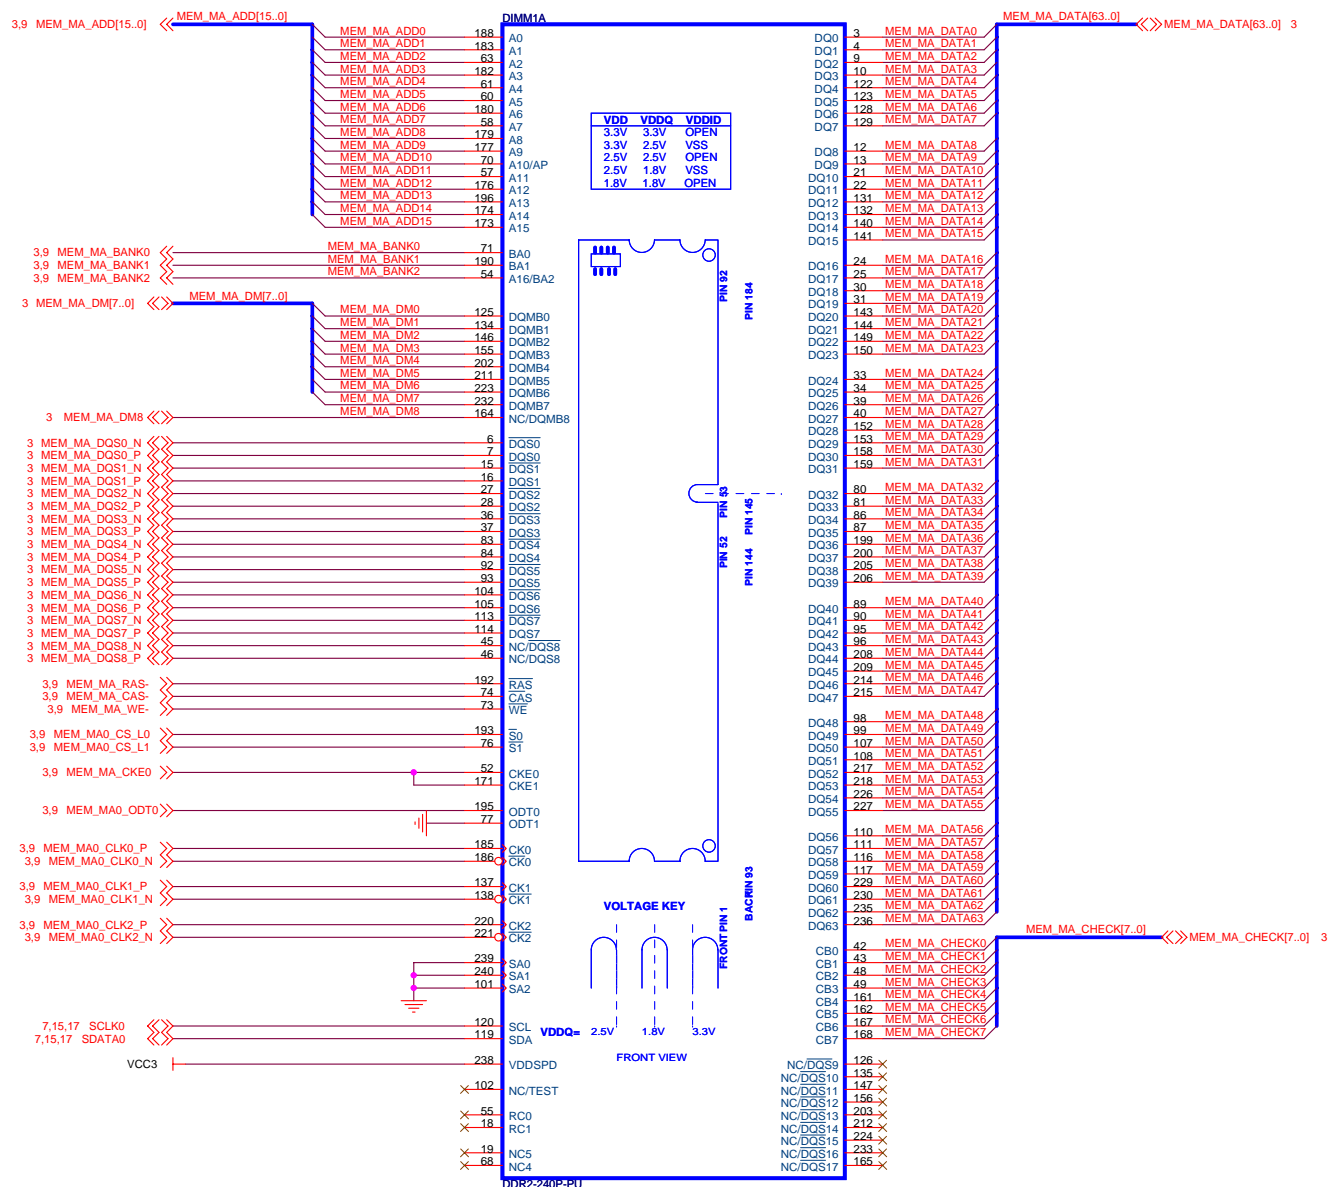 DIMM1A
3,9 MEM_MA_ADD[15..0] MEM_MA_ADD[15..0]
MEM_MA_ADD0 188 A0
MEM_MA_ADD1 183 A1
MEM_MA_ADD2 63 A2
MEM_MA_ADD3 182 A3
MEM_MA_ADD4 61 A4
MEM_MA_ADD5 60 A5
MEM_MA_ADD6 180 A6
MEM_MA_ADD7 58 A7
MEM_MA_ADD8 179 A8
MEM_MA_ADD9 177 A9
MEM_MA_ADD10 70 A10/AP
MEM_MA_ADD11 57 A11
MEM_MA_ADD12 176 A12
MEM_MA_ADD13 196 A13
MEM_MA_ADD14 174 A14
MEM_MA_ADD15 173 A15
3,9 MEM_MA_BANK0 MEM_MA_BANK0 71 BA0
3,9 MEM_MA_BANK1 MEM_MA_BANK1 190 BA1
3,9 MEM_MA_BANK2 MEM_MA_BANK2 54 A16/BA2
3 MEM_MA_DM[7..0] MEM_MA_DM[7..0]
MEM_MA_DM0 125 DQMB0
MEM_MA_DM1 134 DQMB1
MEM_MA_DM2 146 DQMB2
MEM_MA_DM3 155 DQMB3
MEM_MA_DM4 202 DQMB4
MEM_MA_DM5 211 DQMB5
MEM_MA_DM6 223 DQMB6
MEM_MA_DM7 232 DQMB7
3 MEM_MA_DM8 MEM_MA_DM8 164 NC/DQMB8
3 MEM_MA_DQS0_N 6 DQS0
3 MEM_MA_DQS0_P 7 DQS0
3 MEM_MA_DQS1_N 15 DQS1
3 MEM_MA_DQS1_P 16 DQS1
3 MEM_MA_DQS2_N 27 DQS2
3 MEM_MA_DQS2_P 28 DQS2
3 MEM_MA_DQS3_N 36 DQS3
3 MEM_MA_DQS3_P 37 DQS3
3 MEM_MA_DQS4_N 83 DQS4
3 MEM_MA_DQS4_P 84 DQS4
3 MEM_MA_DQS5_N 92 DQS5
3 MEM_MA_DQS5_P 93 DQS5
3 MEM_MA_DQS6_N 104 DQS6
3 MEM_MA_DQS6_P 105 DQS6
3 MEM_MA_DQS7_N 113 DQS7
3 MEM_MA_DQS7_P 114 DQS7
3 MEM_MA_DQS8_N 45 NC/DQS8
3 MEM_MA_DQS8_P 46 NC/DQS8
3,9 MEM_MA_RAS- 192 RAS
3,9 MEM_MA_CAS- 74 CAS
3,9 MEM_MA_WE- 73 WE
3,9 MEM_MA0_CS_L0 193 S0
3,9 MEM_MA0_CS_L1 76 S1
3,9 MEM_MA_CKE0 52 CKE0
171 CKE1
3,9 MEM_MA0_ODT0 195 ODT0
77 ODT1
3,9 MEM_MA0_CLK0_P 185 CK0
3,9 MEM_MA0_CLK0_N 186 CK0
3,9 MEM_MA0_CLK1_P 137 CK1
3,9 MEM_MA0_CLK1_N 138 CK1
3,9 MEM_MA0_CLK2_P 220 CK2
3,9 MEM_MA0_CLK2_N 221 CK2
239 SA0
240 SA1
101 SA2
7,15,17 SCLK0 120 SCL
7,15,17 SDATA0 119 SDA
VCC3 238 VDDSPD
102 NC/TEST
55 RC0
18 RC1
19 NC5
68 NC4
DDR2-240P-PU
VDD VDDQ VDDID
3.3V 3.3V OPEN
3.3V 2.5V VSS
2.5V 2.5V OPEN
2.5V 1.8V VSS
1.8V 1.8V OPEN
PIN 92
PIN 184
PIN 53
PIN 145
PIN 52
PIN 144
FRONT PIN 1
PIN 93
VOLTAGE KEY
VDDQ= 2.5V 1.8V 3.3V
FRONT VIEW
MEM_MA_DATA[63..0] MEM_MA_DATA[63..0] 3
DQ0 3 MEM_MA_DATA0
DQ1 4 MEM_MA_DATA1
DQ2 9 MEM_MA_DATA2
DQ3 10 MEM_MA_DATA3
DQ4 122 MEM_MA_DATA4
DQ5 123 MEM_MA_DATA5
DQ6 128 MEM_MA_DATA6
DQ7 129 MEM_MA_DATA7
DQ8 12 MEM_MA_DATA8
DQ9 13 MEM_MA_DATA9
DQ10 21 MEM_MA_DATA10
DQ11 22 MEM_MA_DATA11
DQ12 131 MEM_MA_DATA12
DQ13 132 MEM_MA_DATA13
DQ14 140 MEM_MA_DATA14
DQ15 141 MEM_MA_DATA15
DQ16 24 MEM_MA_DATA16
DQ17 25 MEM_MA_DATA17
DQ18 30 MEM_MA_DATA18
DQ19 31 MEM_MA_DATA19
DQ20 143 MEM_MA_DATA20
DQ21 144 MEM_MA_DATA21
DQ22 149 MEM_MA_DATA22
DQ23 150 MEM_MA_DATA23
DQ24 33 MEM_MA_DATA24
DQ25 34 MEM_MA_DATA25
DQ26 39 MEM_MA_DATA26
DQ27 40 MEM_MA_DATA27
DQ28 152 MEM_MA_DATA28
DQ29 153 MEM_MA_DATA29
DQ30 158 MEM_MA_DATA30
DQ31 159 MEM_MA_DATA31
DQ32 80 MEM_MA_DATA32
DQ33 81 MEM_MA_DATA33
DQ34 86 MEM_MA_DATA34
DQ35 87 MEM_MA_DATA35
DQ36 199 MEM_MA_DATA36
DQ37 200 MEM_MA_DATA37
DQ38 205 MEM_MA_DATA38
DQ39 206 MEM_MA_DATA39
DQ40 89 MEM_MA_DATA40
DQ41 90 MEM_MA_DATA41
DQ42 95 MEM_MA_DATA42
DQ43 96 MEM_MA_DATA43
DQ44 208 MEM_MA_DATA44
DQ45 209 MEM_MA_DATA45
DQ46 214 MEM_MA_DATA46
DQ47 215 MEM_MA_DATA47
DQ48 98 MEM_MA_DATA48
DQ49 99 MEM_MA_DATA49
DQ50 107 MEM_MA_DATA50
DQ51 108 MEM_MA_DATA51
DQ52 217 MEM_MA_DATA52
DQ53 218 MEM_MA_DATA53
DQ54 226 MEM_MA_DATA54
DQ55 227 MEM_MA_DATA55
DQ56 110 MEM_MA_DATA56
DQ57 111 MEM_MA_DATA57
DQ58 116 MEM_MA_DATA58
DQ59 117 MEM_MA_DATA59
DQ60 229 MEM_MA_DATA60
DQ61 230 MEM_MA_DATA61
DQ62 235 MEM_MA_DATA62
DQ63 236 MEM_MA_DATA63
MEM_MA_CHECK[7..0] MEM_MA_CHECK[7..0] 3
CB0 42 MEM_MA_CHECK0
CB1 43 MEM_MA_CHECK1
CB2 48 MEM_MA_CHECK2
CB3 49 MEM_MA_CHECK3
CB4 161 MEM_MA_CHECK4
CB5 162 MEM_MA_CHECK5
CB6 167 MEM_MA_CHECK6
CB7 168 MEM_MA_CHECK7
NC/DQS9 126
NC/DQS10 135
NC/DQS11 147
NC/DQS12 156
NC/DQS13 203
NC/DQS14 212
NC/DQS15 224
NC/DQS16 233
NC/DQS17 165